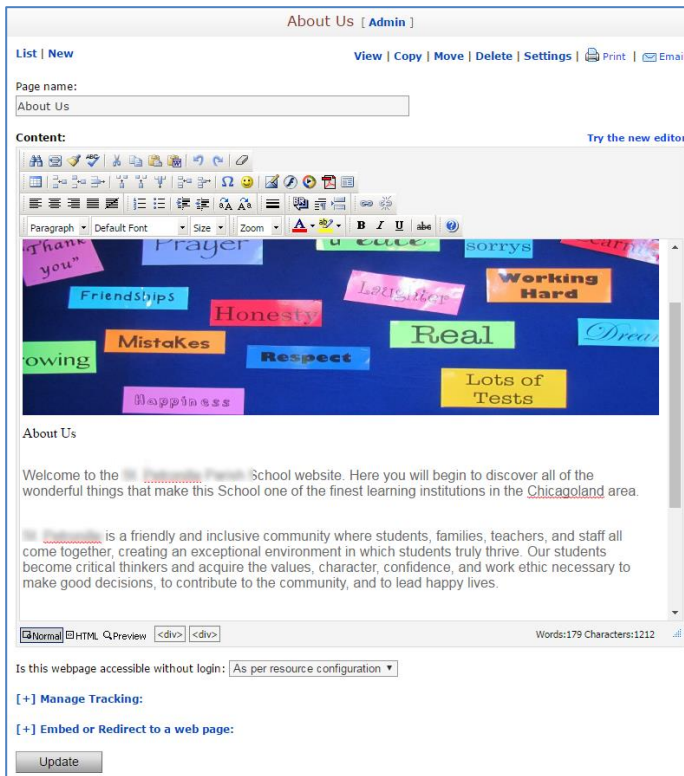 About Us [ Admin ]
List | New
View | Copy | Move | Delete | Settings | Print | Emai
Page name:
About Us
Content:
Try the new editor
Paragraph Default Font Size Zoom A ab B I U abc
"Thank you"
Prayer
Peace
sorrys
Learn
Friendships
Laughter
Working
Hard
Honesty
Mistakes
Real
Dream
owing
Respect
Lots of
Tests
Happiness
About Us
Welcome to the School website. Here you will begin to discover all of the
wonderful things that make this School one of the finest learning institutions in the Chicagoland area.
is a friendly and inclusive community where students, families, teachers, and staff all
come together, creating an exceptional environment in which students truly thrive. Our students
become critical thinkers and acquire the values, character, confidence, and work ethic necessary to
make good decisions, to contribute to the community, and to lead happy lives.
Normal HTML Preview <div> <div>
Words:179 Characters:1212
Is this webpage accessible without login: As per resource configuration
[+] Manage Tracking:
[+] Embed or Redirect to a web page:
Update